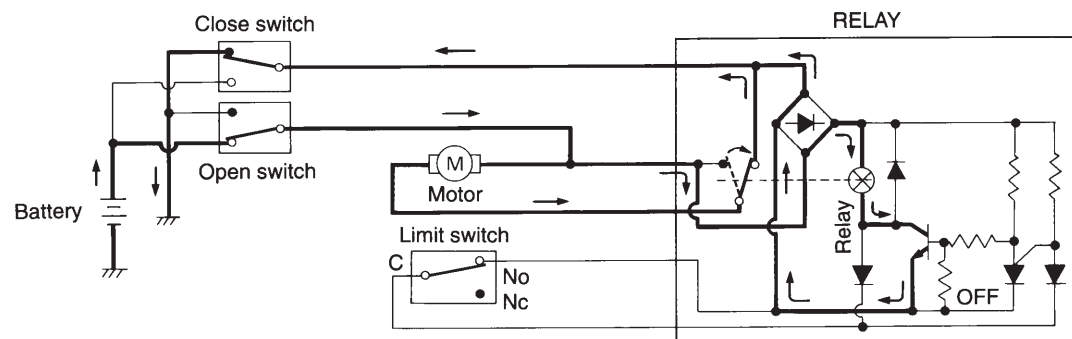 RELAY
Close switch
Open switch
M
Motor
Battery
Relay
Limit switch
C
No
Nc
OFF